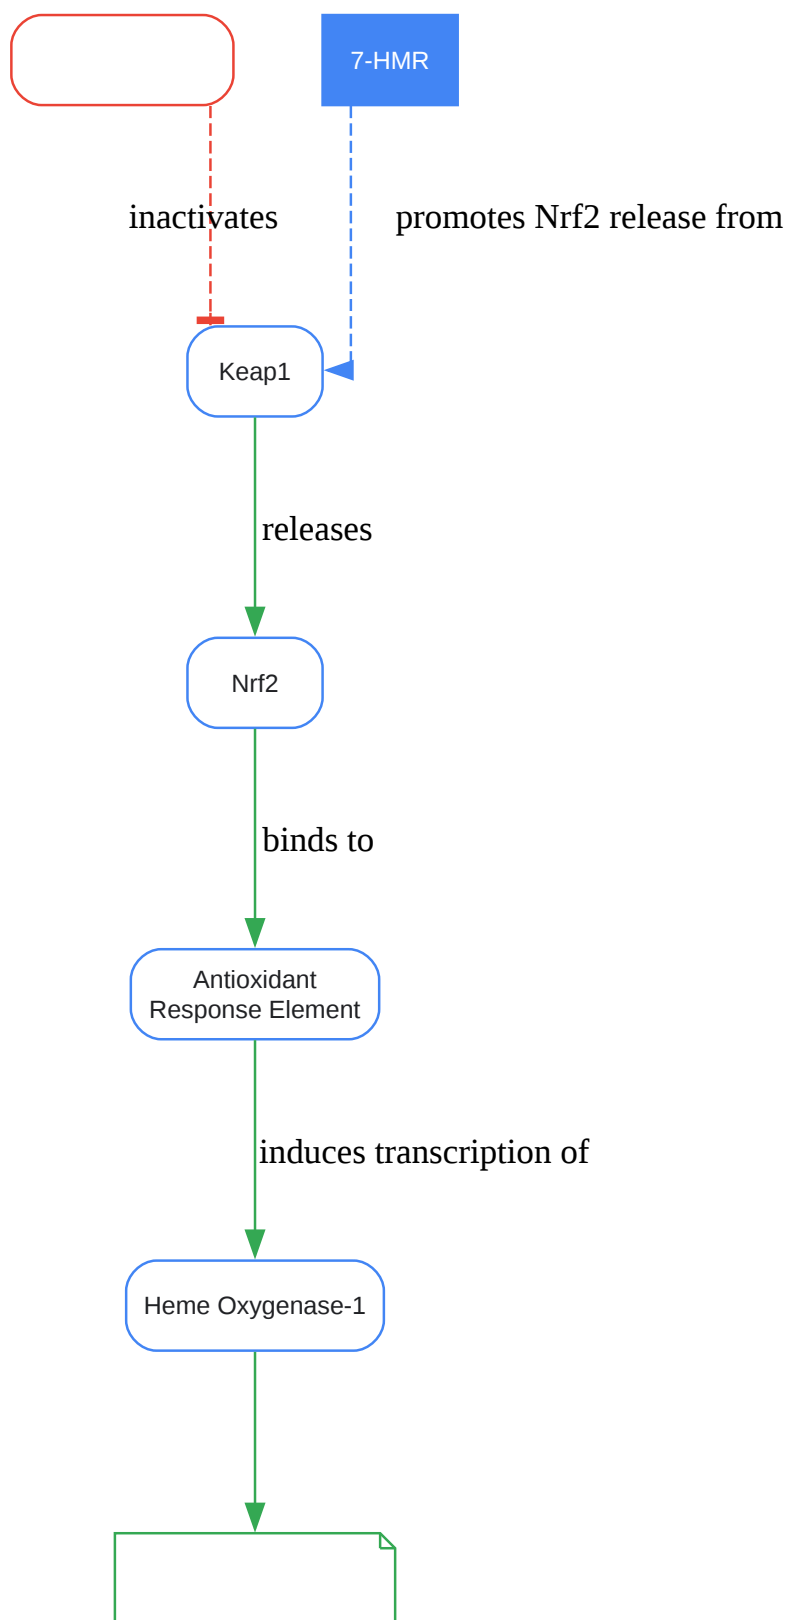 7-HMR
inactivates
promotes Nrf2 release from
Keap1
releases
Nrf2
binds to
Antioxidant
Response Element
induces transcription of
Heme Oxygenase-1